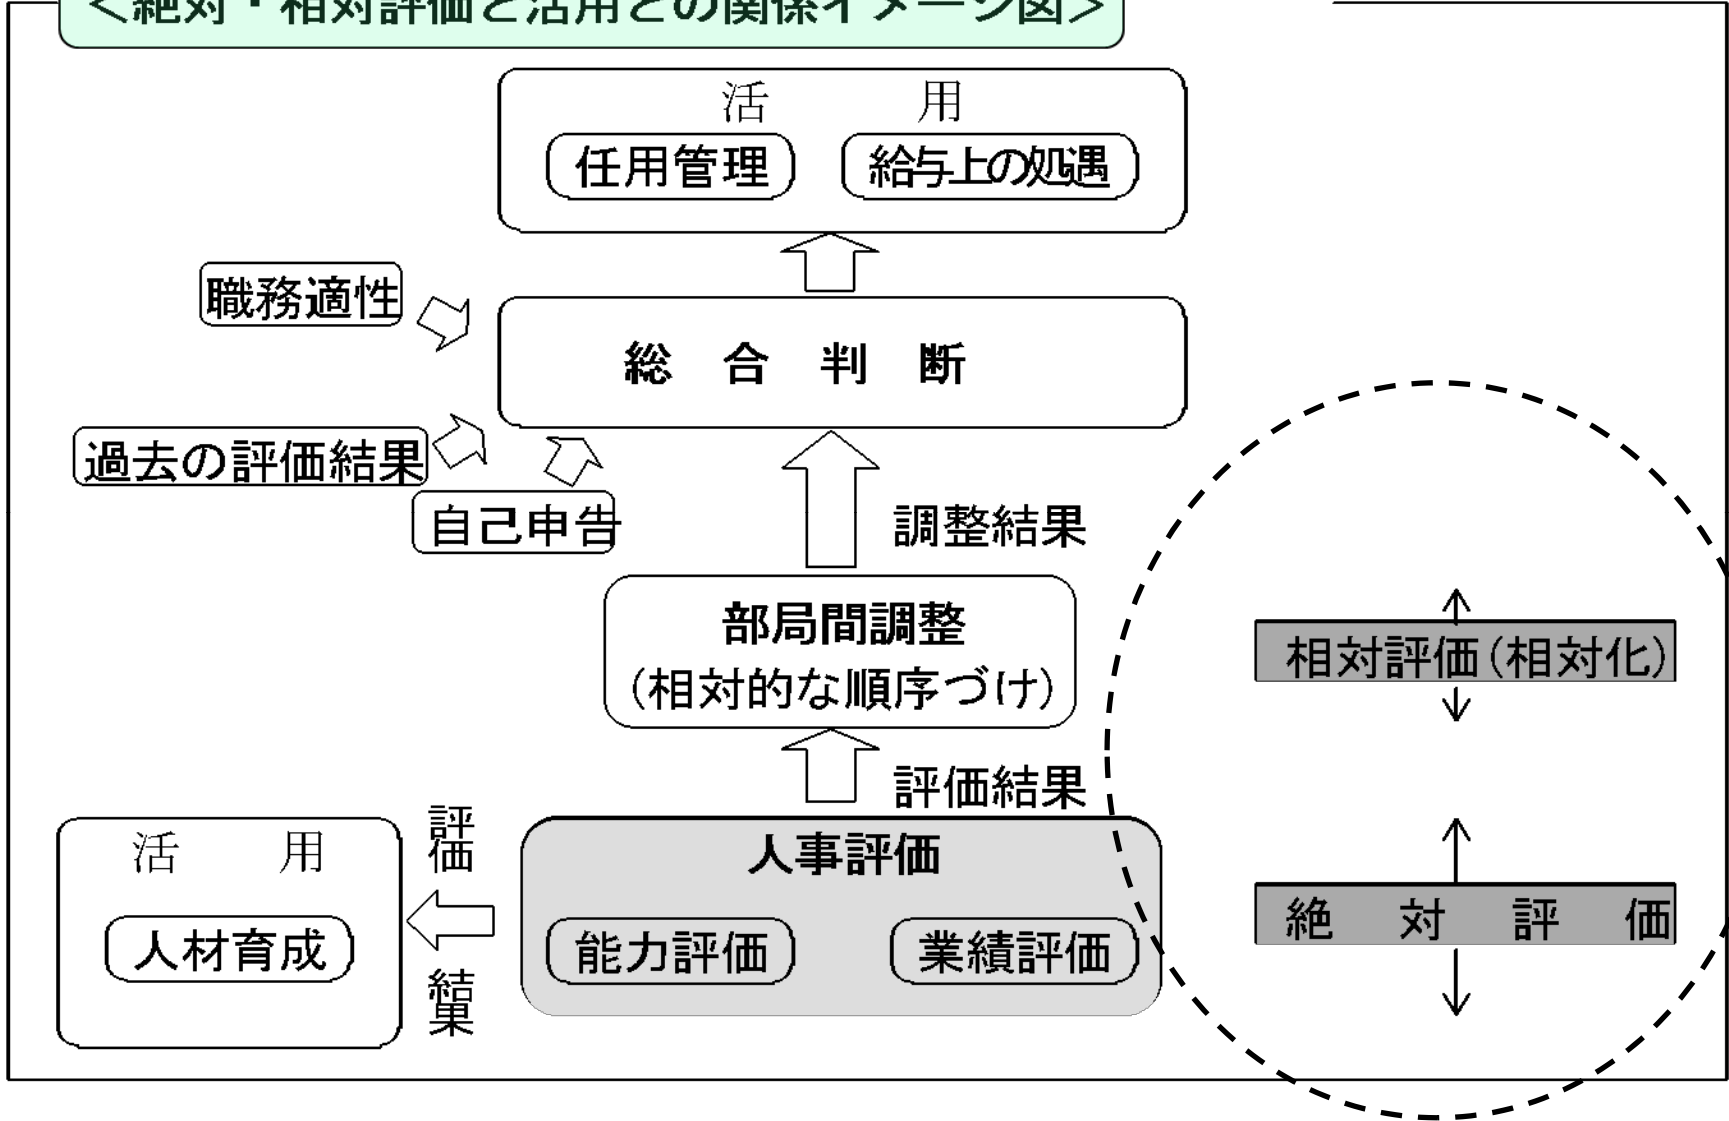 <絶対・相対評価と活用との関係イメージ図>
活 用
任用管理
給与上の処遇
職務適性
総 合 判 断
過去の評価結果
自己申告
調整結果
部局間調整
(相対的な順序づけ)
相対評価(相対化)
評価結果
人事評価
能力評価
業績評価
評価
結果
活 用
人材育成
絶 対 評 価